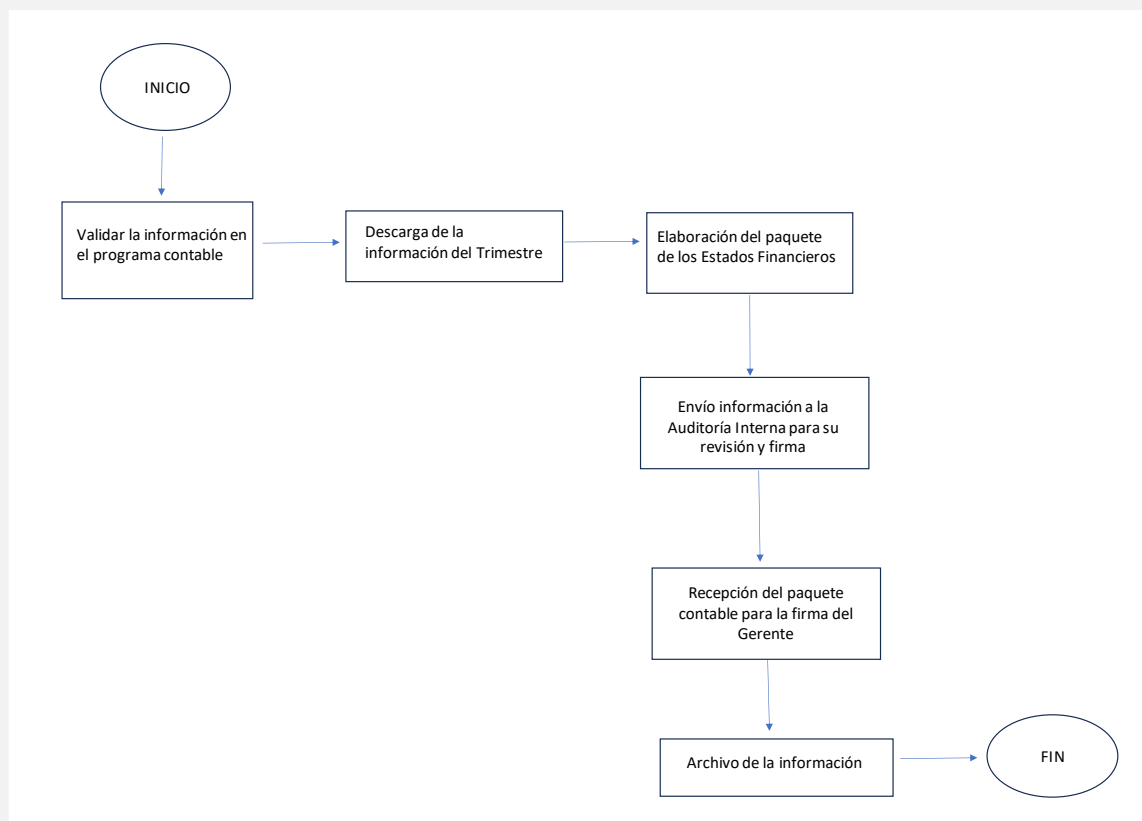 INICIO
Validar la información en
el programa contable
Descarga de la
información del Trimestre
Elaboración del paquete
de los Estados Financieros
Envío información a la
Auditoría Interna para su
revisión y firma
Recepción del paquete
contable para la firma del
Gerente
Archivo de la información
FIN